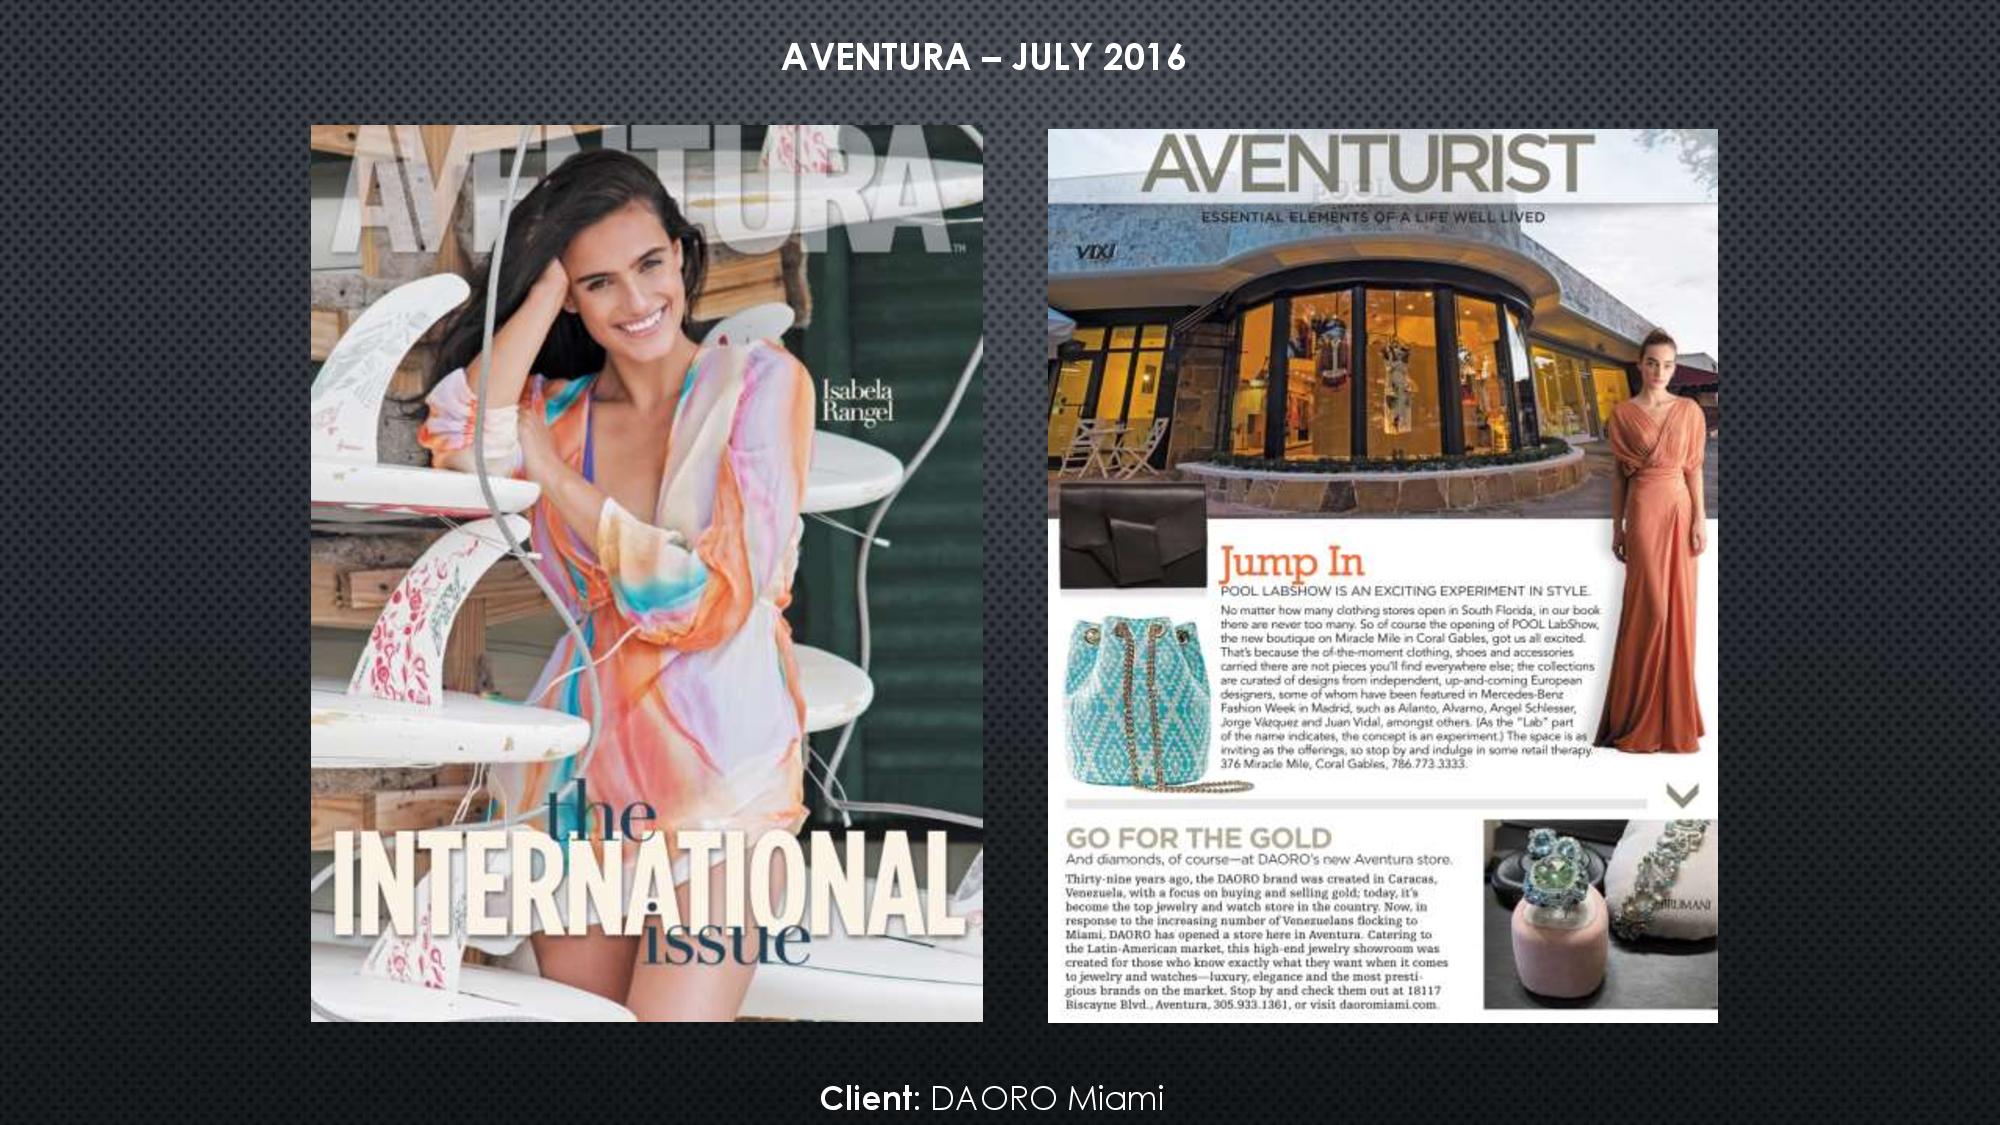 AVENTURA – JULY 2016
AVENTURA
TM
Isabela
Rangel
the
INTERNATIONAL
issue
AVENTURIST
POOL
ESSENTIAL ELEMENTS OF A LIFE WELL LIVED
VIXI
Jump In
POOL LABSHOW IS AN EXCITING EXPERIMENT IN STYLE.
No matter how many clothing stores open in South Florida, in our book
there are never too many. So of course the opening of POOL LabShow,
the new boutique on Miracle Mile in Coral Gables, got us all excited.
That's because the of-the-moment clothing, shoes and accessories
carried there are not pieces you'll find everywhere else; the collections
are curated of designs from independent, up-and-coming European
designers, some of whom have been featured in Mercedes-Benz
Fashion Week in Madrid, such as Ailanto, Alvarno, Angel Schlesser,
Jorge Vázquez and Juan Vidal, amongst others. (As the "Lab" part
of the name indicates, the concept is an experiment.) The space is as
inviting as the offerings, so stop by and indulge in some retail therapy.
376 Miracle Mile, Coral Gables, 786.773.3333.
GO FOR THE GOLD
And diamonds, of course—at DAORO's new Aventura store.
Thirty-nine years ago, the DAORO brand was created in Caracas,
Venezuela, with a focus on buying and selling gold; today, it's
become the top jewelry and watch store in the country. Now, in
response to the increasing number of Venezuelans flocking to
Miami, DAORO has opened a store here in Aventura. Catering to
the Latin-American market, this high-end jewelry showroom was
created for those who know exactly what they want when it comes
to jewelry and watches—luxury, elegance and the most presti-
gious brands on the market. Stop by and check them out at 18117
Biscayne Blvd., Aventura, 305.933.1361, or visit daoromiami.com.
BRUMANI
Client: DAORO Miami